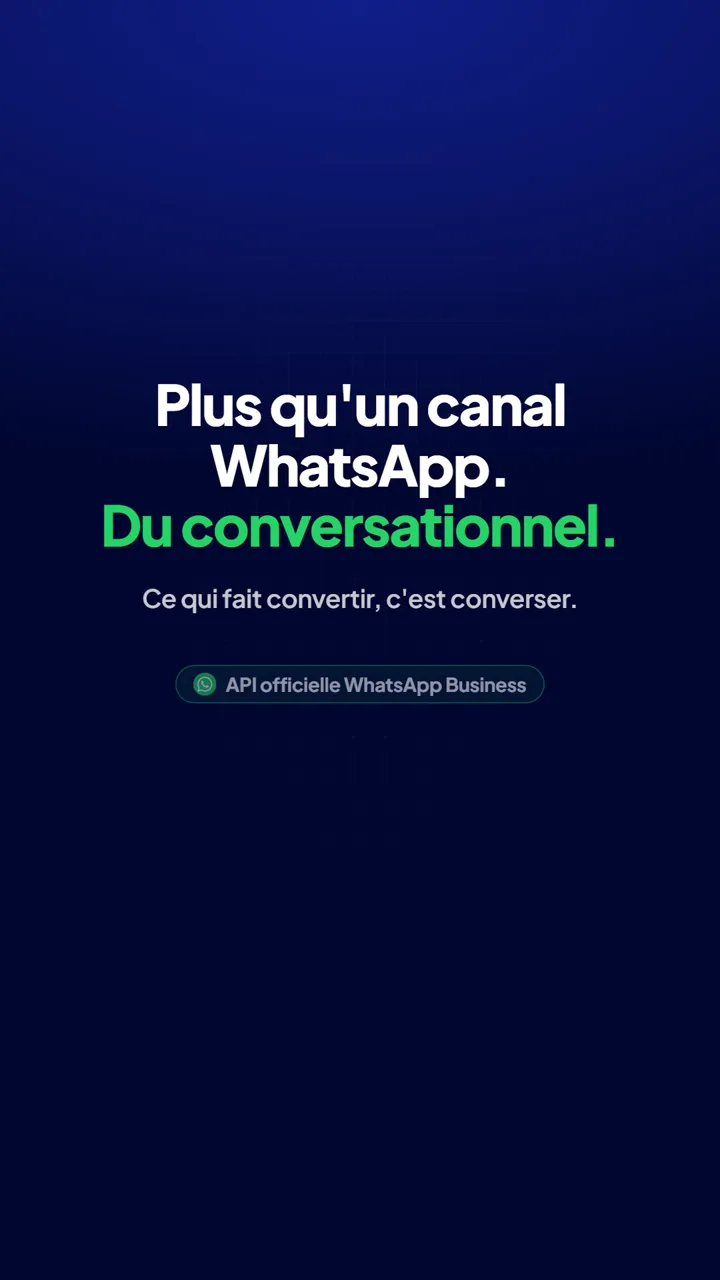 Plus qu'un canal
WhatsApp.
Du conversationnel.
Ce qui fait convertir, c'est converser.
API officielle WhatsApp Business